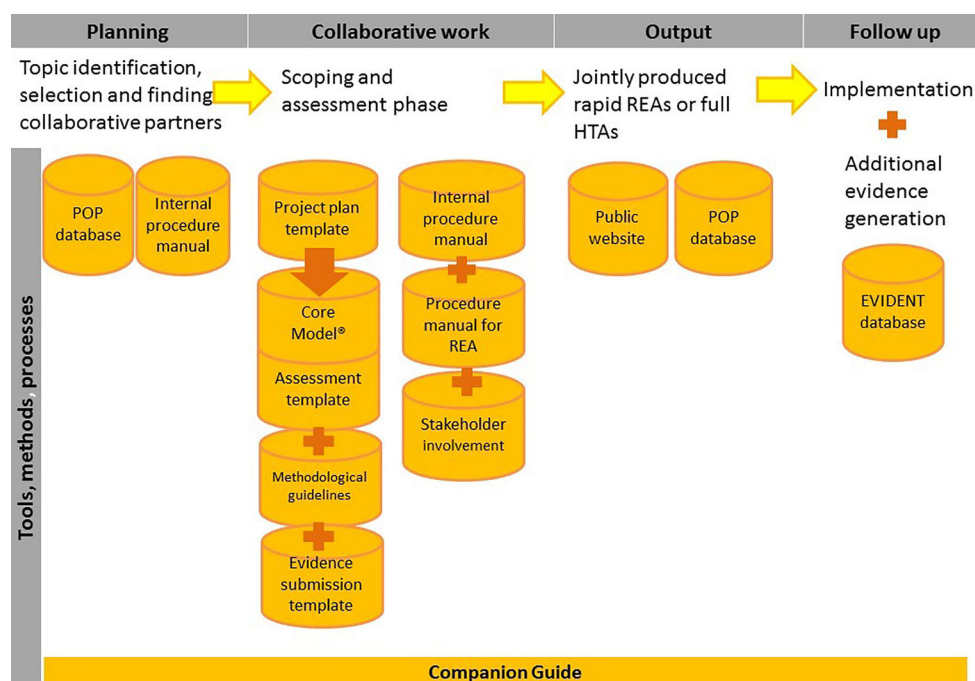 Planning
Collaborative work
Output
Follow up
Topic identification,
selection and finding
collaborative partners
Scoping and
assessment phase
Jointly produced
rapid REAs or full
HTAs
Implementation
Additional
evidence
generation
Tools, methods, processes
POP
database
Internal
procedure
manual
Project plan
template
Core
Model®
Assessment
template
Methodological
guidelines
Evidence
submission
template
Internal
procedure
manual
Procedure
manual for
REA
Stakeholder
involvement
Public
website
POP
database
EVIDENT
database
Companion Guide